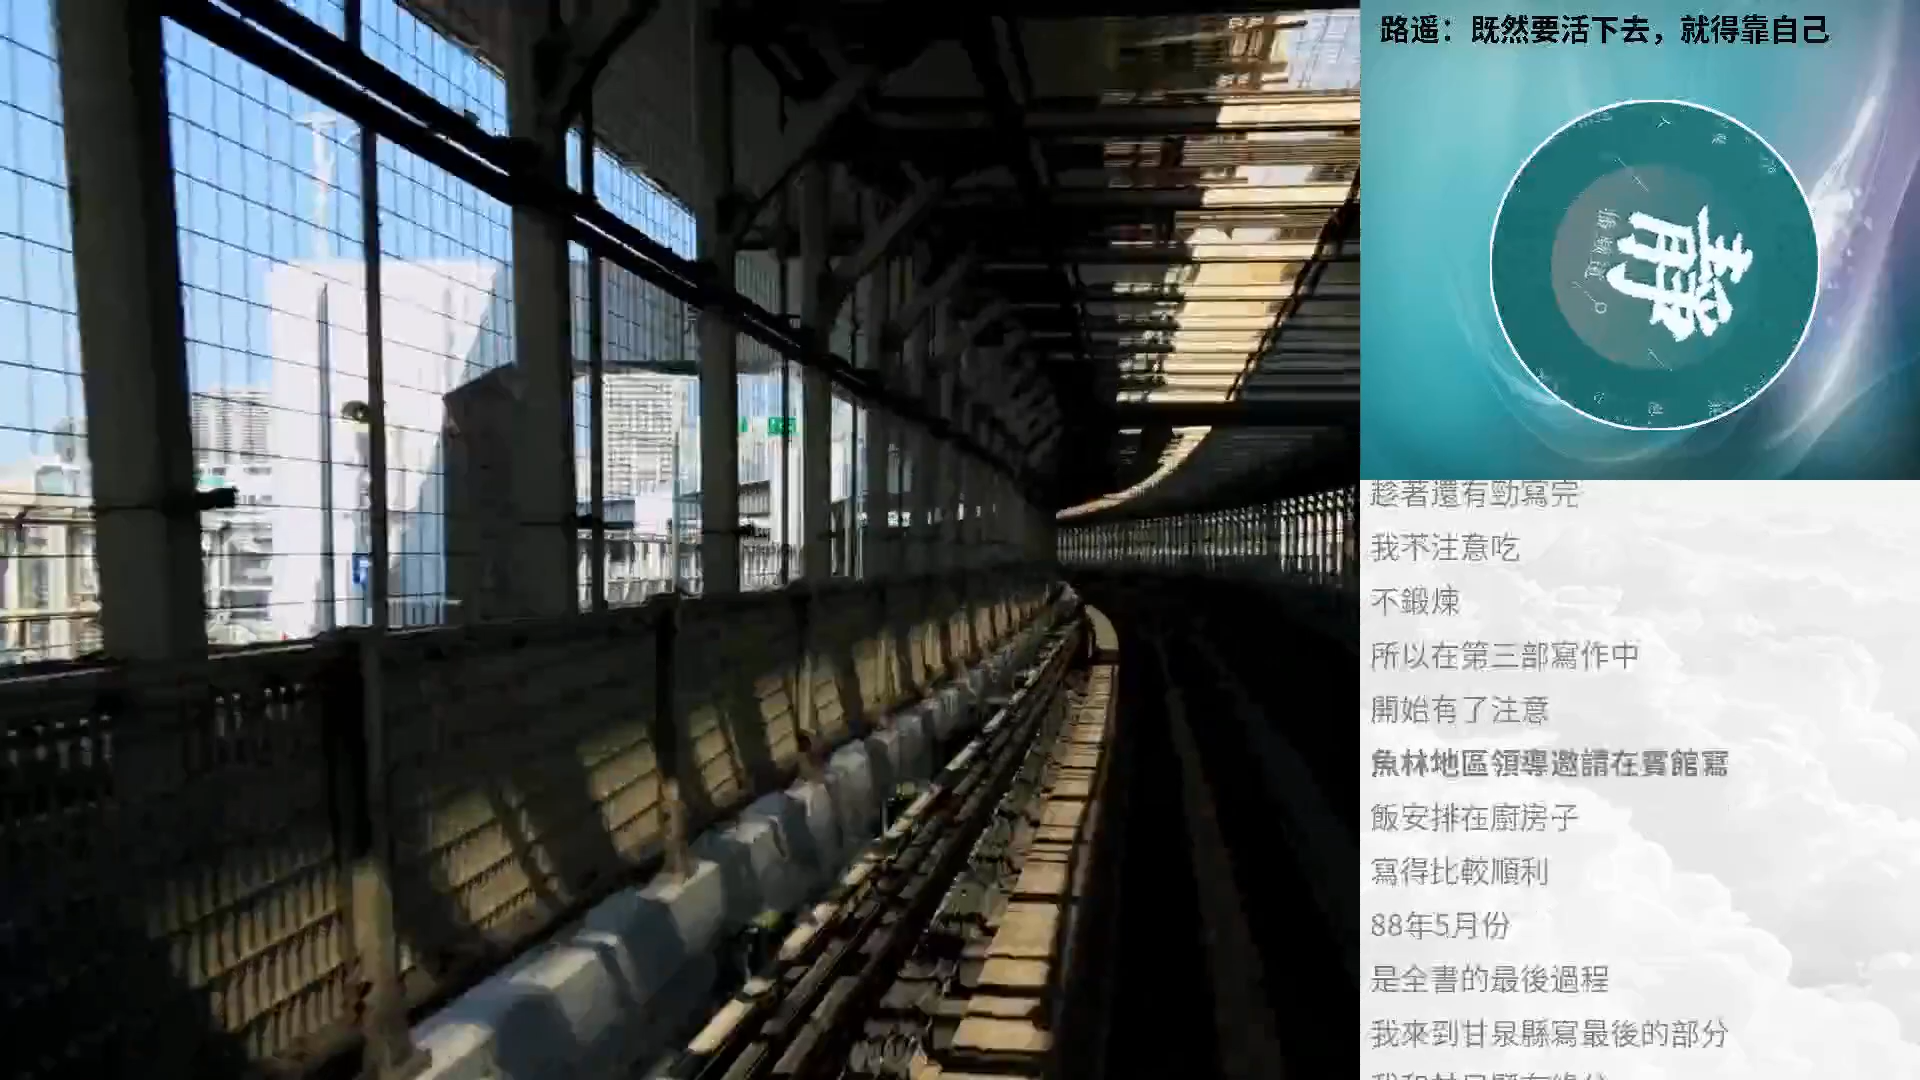 路遥：既然要活下去，就得靠自己
靜
趁著還有勁寫完
我不注意吃
不鍛煉
所以在第三部寫作中
開始有了注意
魚林地區領導邀請在賓館寫
飯安排在廚房子
寫得比較順利
88年5月份
是全書的最後過程
我來到甘泉縣寫最後的部分